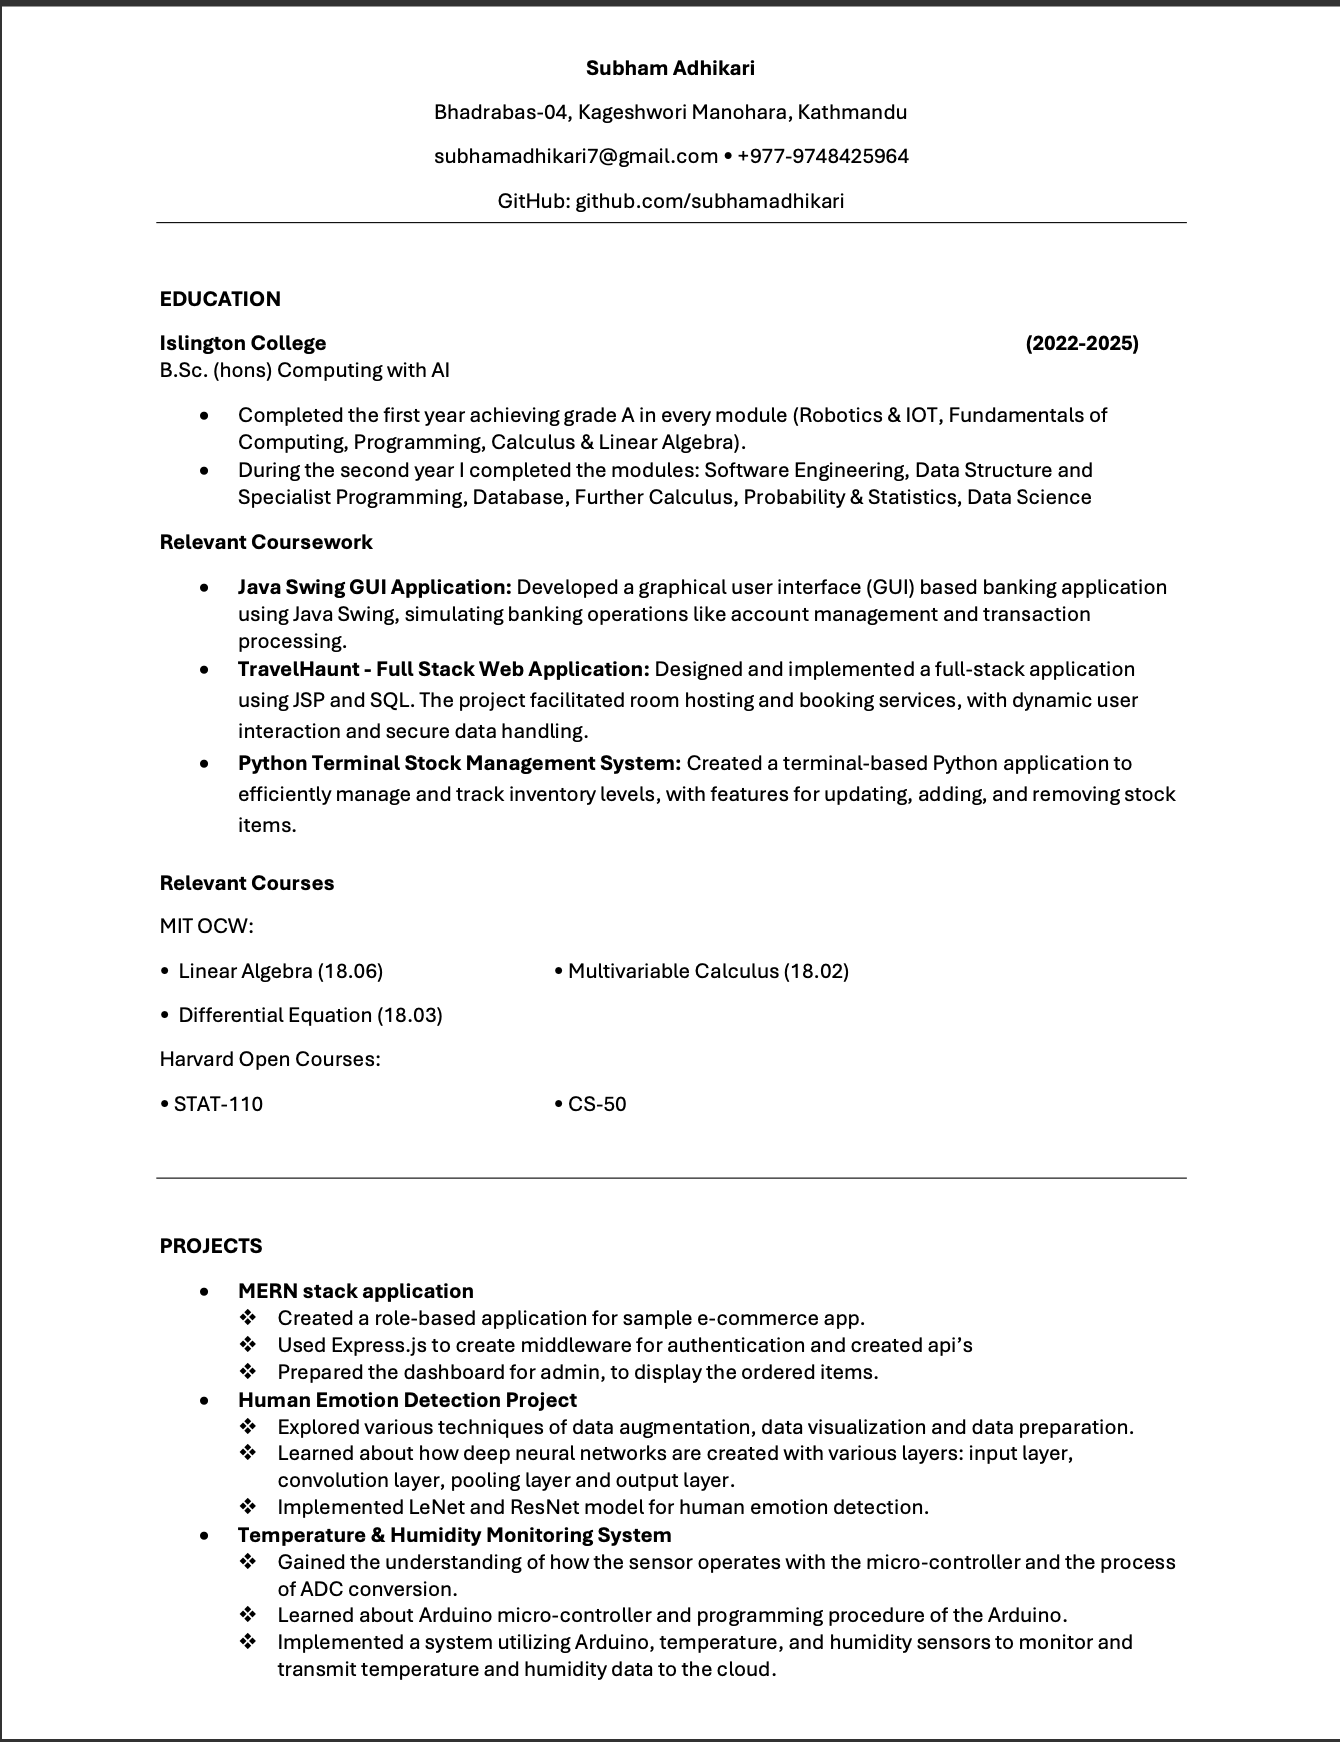 Subham Adhikari
Bhadrabas-04, Kageshwori Manohara, Kathmandu
subhamadhikari7@gmail.com • +977-9748425964
GitHub: github.com/subhamadhikari
EDUCATION
Islington College (2022-2025)
B.Sc. (hons) Computing with AI
• Completed the first year achieving grade A in every module (Robotics & IOT, Fundamentals of
Computing, Programming, Calculus & Linear Algebra).
• During the second year I completed the modules: Software Engineering, Data Structure and
Specialist Programming, Database, Further Calculus, Probability & Statistics, Data Science
Relevant Coursework
• Java Swing GUI Application: Developed a graphical user interface (GUI) based banking application
using Java Swing, simulating banking operations like account management and transaction
processing.
• TravelHaunt - Full Stack Web Application: Designed and implemented a full-stack application
using JSP and SQL. The project facilitated room hosting and booking services, with dynamic user
interaction and secure data handling.
• Python Terminal Stock Management System: Created a terminal-based Python application to
efficiently manage and track inventory levels, with features for updating, adding, and removing stock
items.
Relevant Courses
MIT OCW:
• Linear Algebra (18.06) • Multivariable Calculus (18.02)
• Differential Equation (18.03)
Harvard Open Courses:
• STAT-110 • CS-50
PROJECTS
• MERN stack application
❖ Created a role-based application for sample e-commerce app.
❖ Used Express.js to create middleware for authentication and created api’s
❖ Prepared the dashboard for admin, to display the ordered items.
• Human Emotion Detection Project
❖ Explored various techniques of data augmentation, data visualization and data preparation.
❖ Learned about how deep neural networks are created with various layers: input layer,
convolution layer, pooling layer and output layer.
❖ Implemented LeNet and ResNet model for human emotion detection.
• Temperature & Humidity Monitoring System
❖ Gained the understanding of how the sensor operates with the micro-controller and the process
of ADC conversion.
❖ Learned about Arduino micro-controller and programming procedure of the Arduino.
❖ Implemented a system utilizing Arduino, temperature, and humidity sensors to monitor and
transmit temperature and humidity data to the cloud.